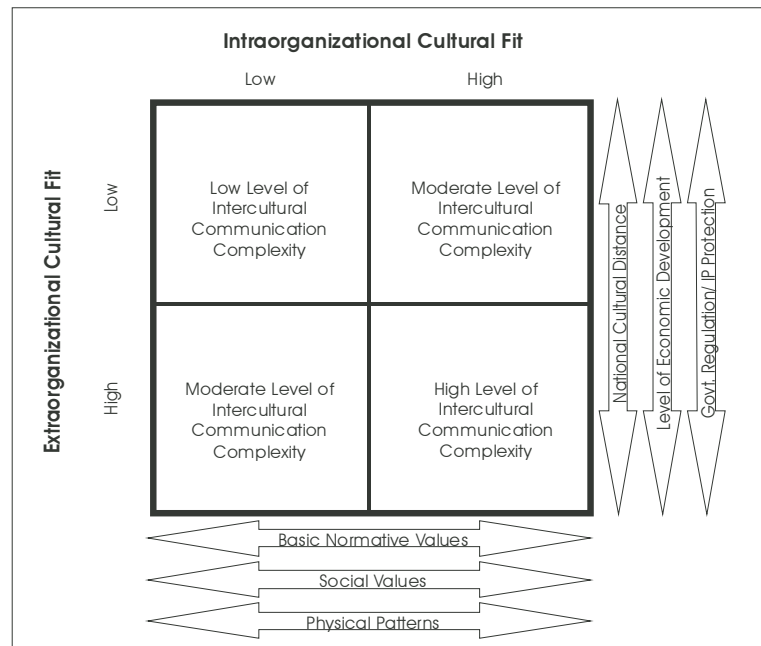 Intraorganizational Cultural Fit
Low
High
Extraorganizational Cultural Fit
Low
High
Low Level of
Intercultural
Communication
Complexity
Moderate Level of
Intercultural
Communication
Complexity
Moderate Level of
Intercultural
Communication
Complexity
High Level of
Intercultural
Communication
Complexity
National Cultural Distance
Level of Economic Development
Govt. Regulation/ IP Protection
Basic Normative Values
Social Values
Physical Patterns